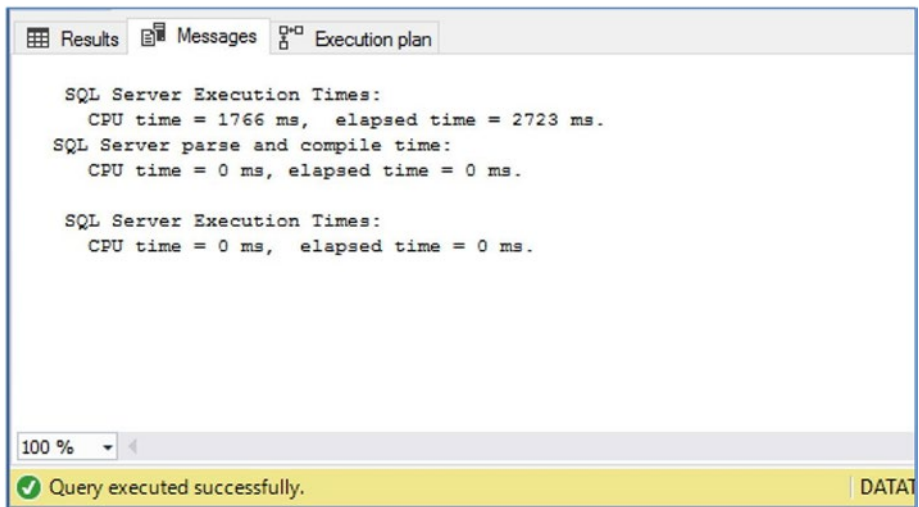 Results Messages Execution plan
SQL Server Execution Times:
CPU time = 1766 ms, elapsed time = 2723 ms.
SQL Server parse and compile time:
CPU time = 0 ms, elapsed time = 0 ms.
SQL Server Execution Times:
CPU time = 0 ms, elapsed time = 0 ms.
100 %
Query executed successfully. DATAT